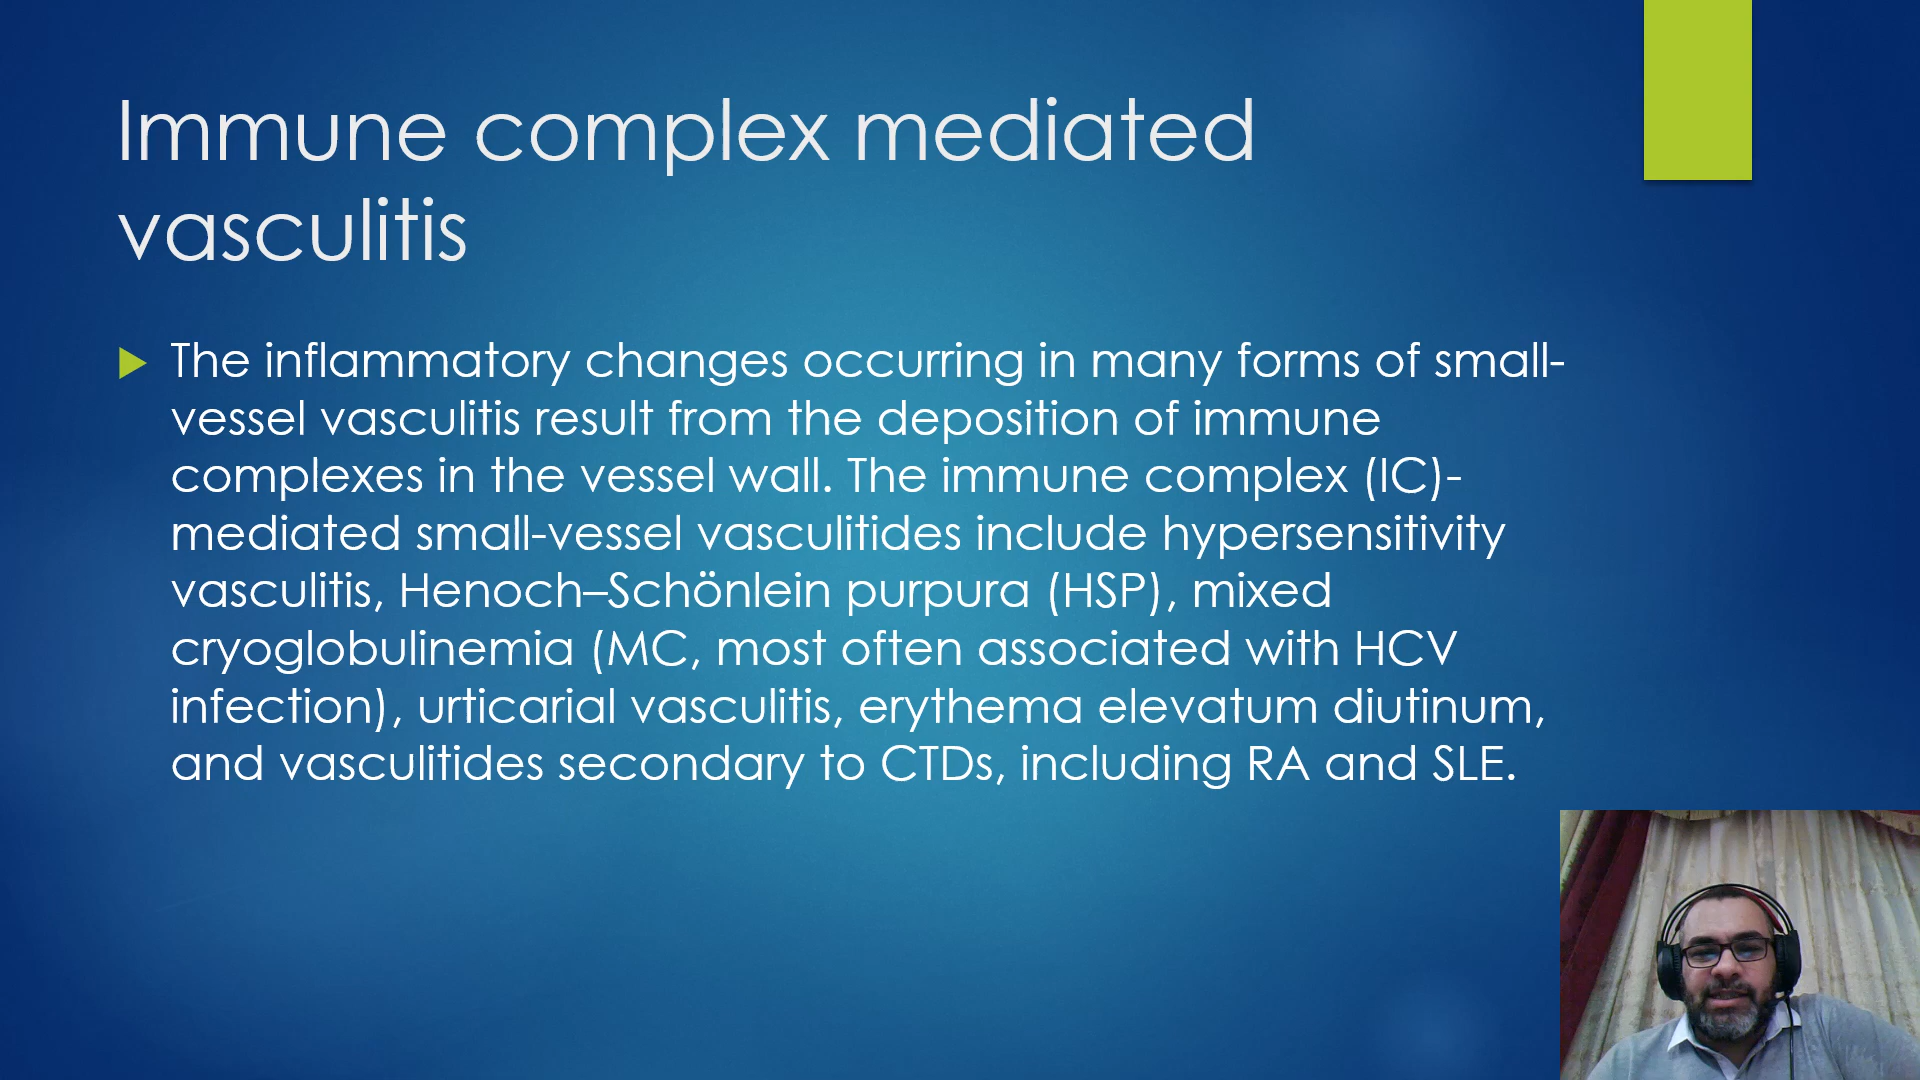 Immune complex mediated
vasculitis
The inflammatory changes occurring in many forms of small-
vessel vasculitis result from the deposition of immune
complexes in the vessel wall. The immune complex (IC)-
mediated small-vessel vasculitides include hypersensitivity
vasculitis, Henoch–Schönlein purpura (HSP), mixed
cryoglobulinemia (MC, most often associated with HCV
infection), urticarial vasculitis, erythema elevatum diutinum,
and vasculitides secondary to CTDs, including RA and SLE.